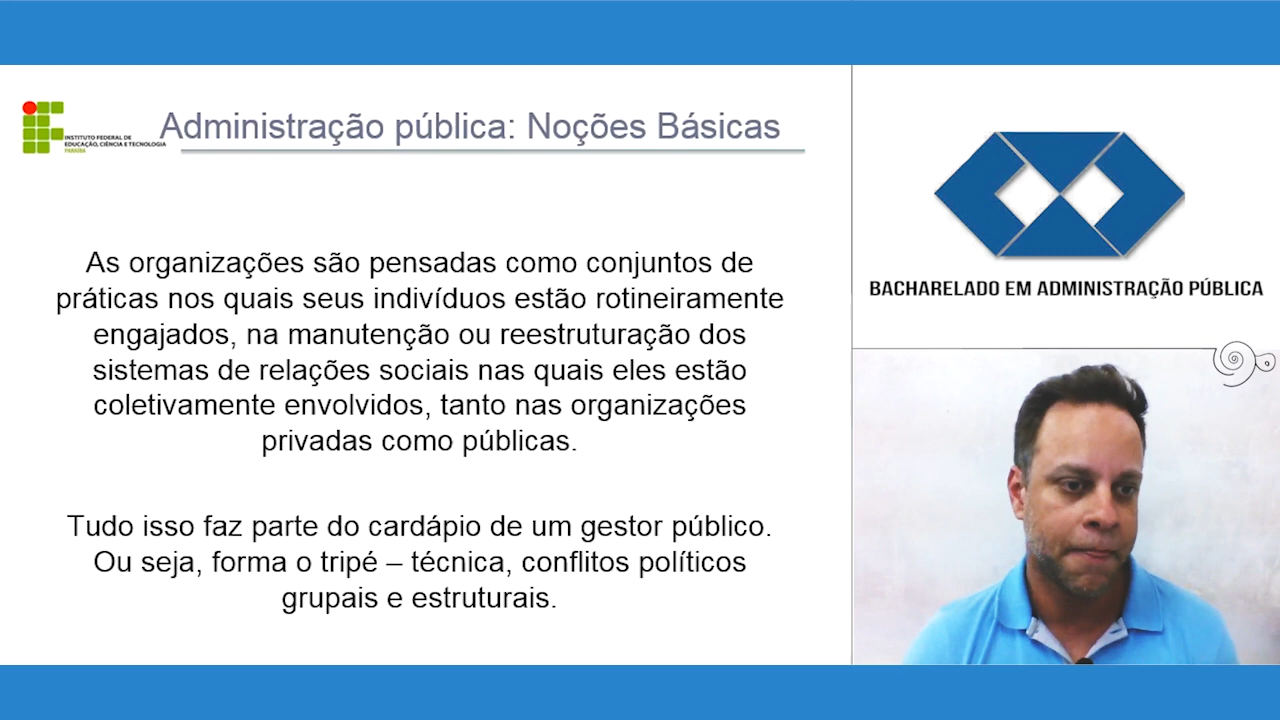 INSTITUTO FEDERAL DE
EDUCAÇÃO, CIÊNCIA E TECNOLOGIA
PARAÍBA
Administração pública: Noções Básicas
As organizações são pensadas como conjuntos de
práticas nos quais seus indivíduos estão rotineiramente
engajados, na manutenção ou reestruturação dos
sistemas de relações sociais nas quais eles estão
coletivamente envolvidos, tanto nas organizações
privadas como públicas.
Tudo isso faz parte do cardápio de um gestor público.
Ou seja, forma o tripé – técnica, conflitos políticos
grupais e estruturais.
BACHARELADO EM ADMINISTRAÇÃO PÚBLICA